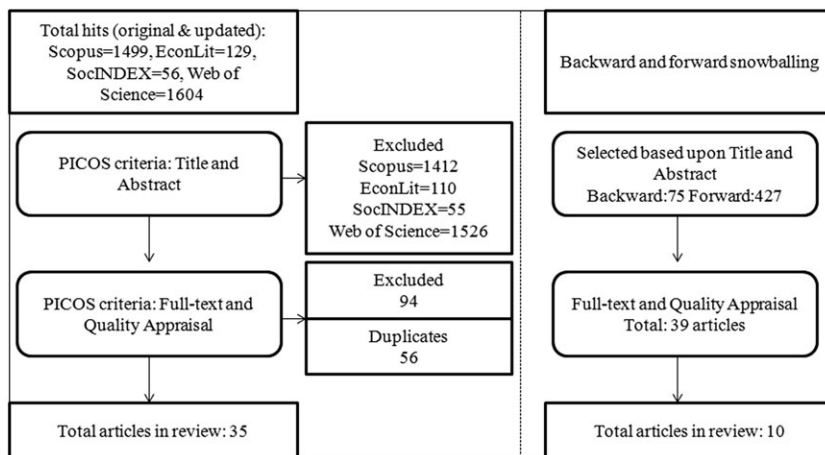 Total hits (original & updated):
Scopus=1499, EconLit=129,
SocINDEX=56, Web of
Science=1604
PICOS criteria: Title and
Abstract
Excluded
Scopus=1412
EconLit=110
SocINDEX=55
Web of Science=1526
PICOS criteria: Full-text and
Quality Appraisal
Excluded
94
Duplicates
56
Total articles in review: 35
Backward and forward snowballing
Selected based upon Title and
Abstract
Backward:75 Forward:427
Full-text and Quality Appraisal
Total: 39 articles
Total articles in review: 10